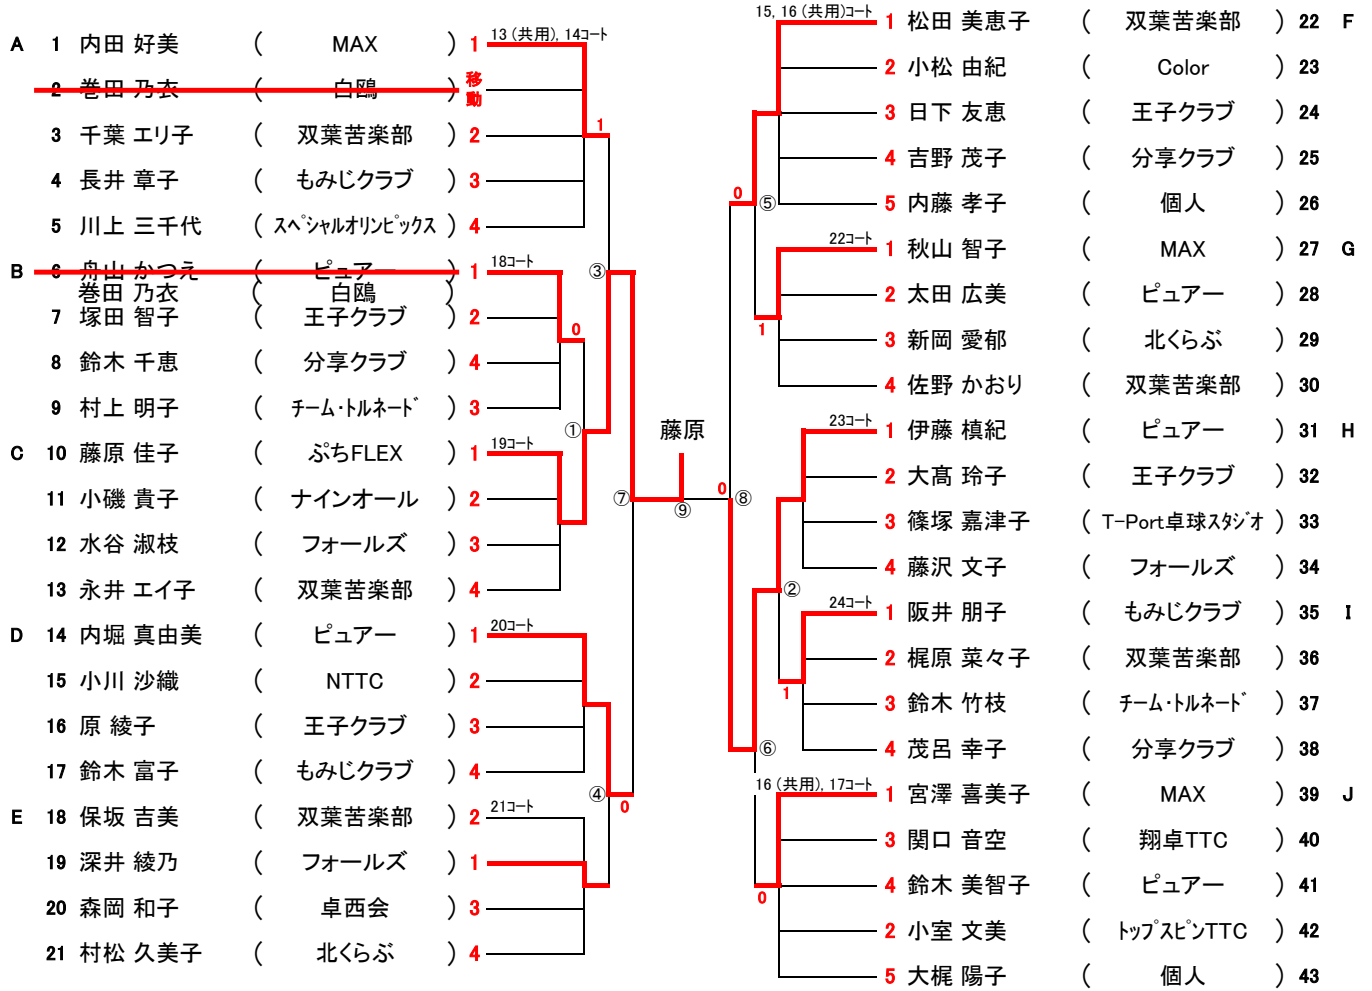 A 1 内田 好美 ( MAX ) 1 13 (共用), 14コート
2 巻田 乃衣 ( 白鴎 ) 移動
3 千葉 エリ子 ( 双葉苦楽部 ) 2
1
4 長井 章子 ( もみじクラブ ) 3
5 川上 三千代 ( スペシャルオリンピックス ) 4
B 6 舟山 かつえ ( ピュアー ) 1 18コート
③
巻田 乃衣 ( 白鴎 )
7 塚田 智子 ( 王子クラブ ) 2
0
8 鈴木 千恵 ( 分享クラブ ) 4
9 村上 明子 ( チーム・トルネード ) 3
①
C 10 藤原 佳子 ( ぷちFLEX ) 1 19コート
11 小磯 貴子 ( ナインオール ) 2
12 水谷 淑枝 ( フォールズ ) 3
13 永井 エイ子 ( 双葉苦楽部 ) 4
D 14 内堀 真由美 ( ピュアー ) 1 20コート
15 小川 沙織 ( NTTC ) 2
16 原 綾子 ( 王子クラブ ) 3
17 鈴木 富子 ( もみじクラブ ) 4
④
0
E 18 保坂 吉美 ( 双葉苦楽部 ) 2 21コート
19 深井 綾乃 ( フォールズ ) 1
20 森岡 和子 ( 卓西会 ) 3
21 村松 久美子 ( 北くらぶ ) 4
藤原
⑦
⑨
0
⑧
15, 16 (共用)コート 1 松田 美恵子 ( 双葉苦楽部 ) 22 F
2 小松 由紀 ( Color ) 23
3 日下 友恵 ( 王子クラブ ) 24
4 吉野 茂子 ( 分享クラブ ) 25
0
⑤
5 内藤 孝子 ( 個人 ) 26
22コート 1 秋山 智子 ( MAX ) 27 G
2 太田 広美 ( ピュアー ) 28
1
3 新岡 愛郁 ( 北くらぶ ) 29
4 佐野 かおり ( 双葉苦楽部 ) 30
23コート 1 伊藤 槙紀 ( ピュアー ) 31 H
2 大髙 玲子 ( 王子クラブ ) 32
3 篠塚 嘉津子 ( T-Port卓球スタジオ ) 33
4 藤沢 文子 ( フォールズ ) 34
②
24コート 1 阪井 朋子 ( もみじクラブ ) 35 I
2 梶原 菜々子 ( 双葉苦楽部 ) 36
1
3 鈴木 竹枝 ( チーム・トルネード ) 37
⑥
4 茂呂 幸子 ( 分享クラブ ) 38
16 (共用), 17コート 1 宮澤 喜美子 ( MAX ) 39 J
3 関口 音空 ( 翔卓TTC ) 40
4 鈴木 美智子 ( ピュアー ) 41
0
2 小室 文美 ( トップスピンTTC ) 42
5 大梶 陽子 ( 個人 ) 43